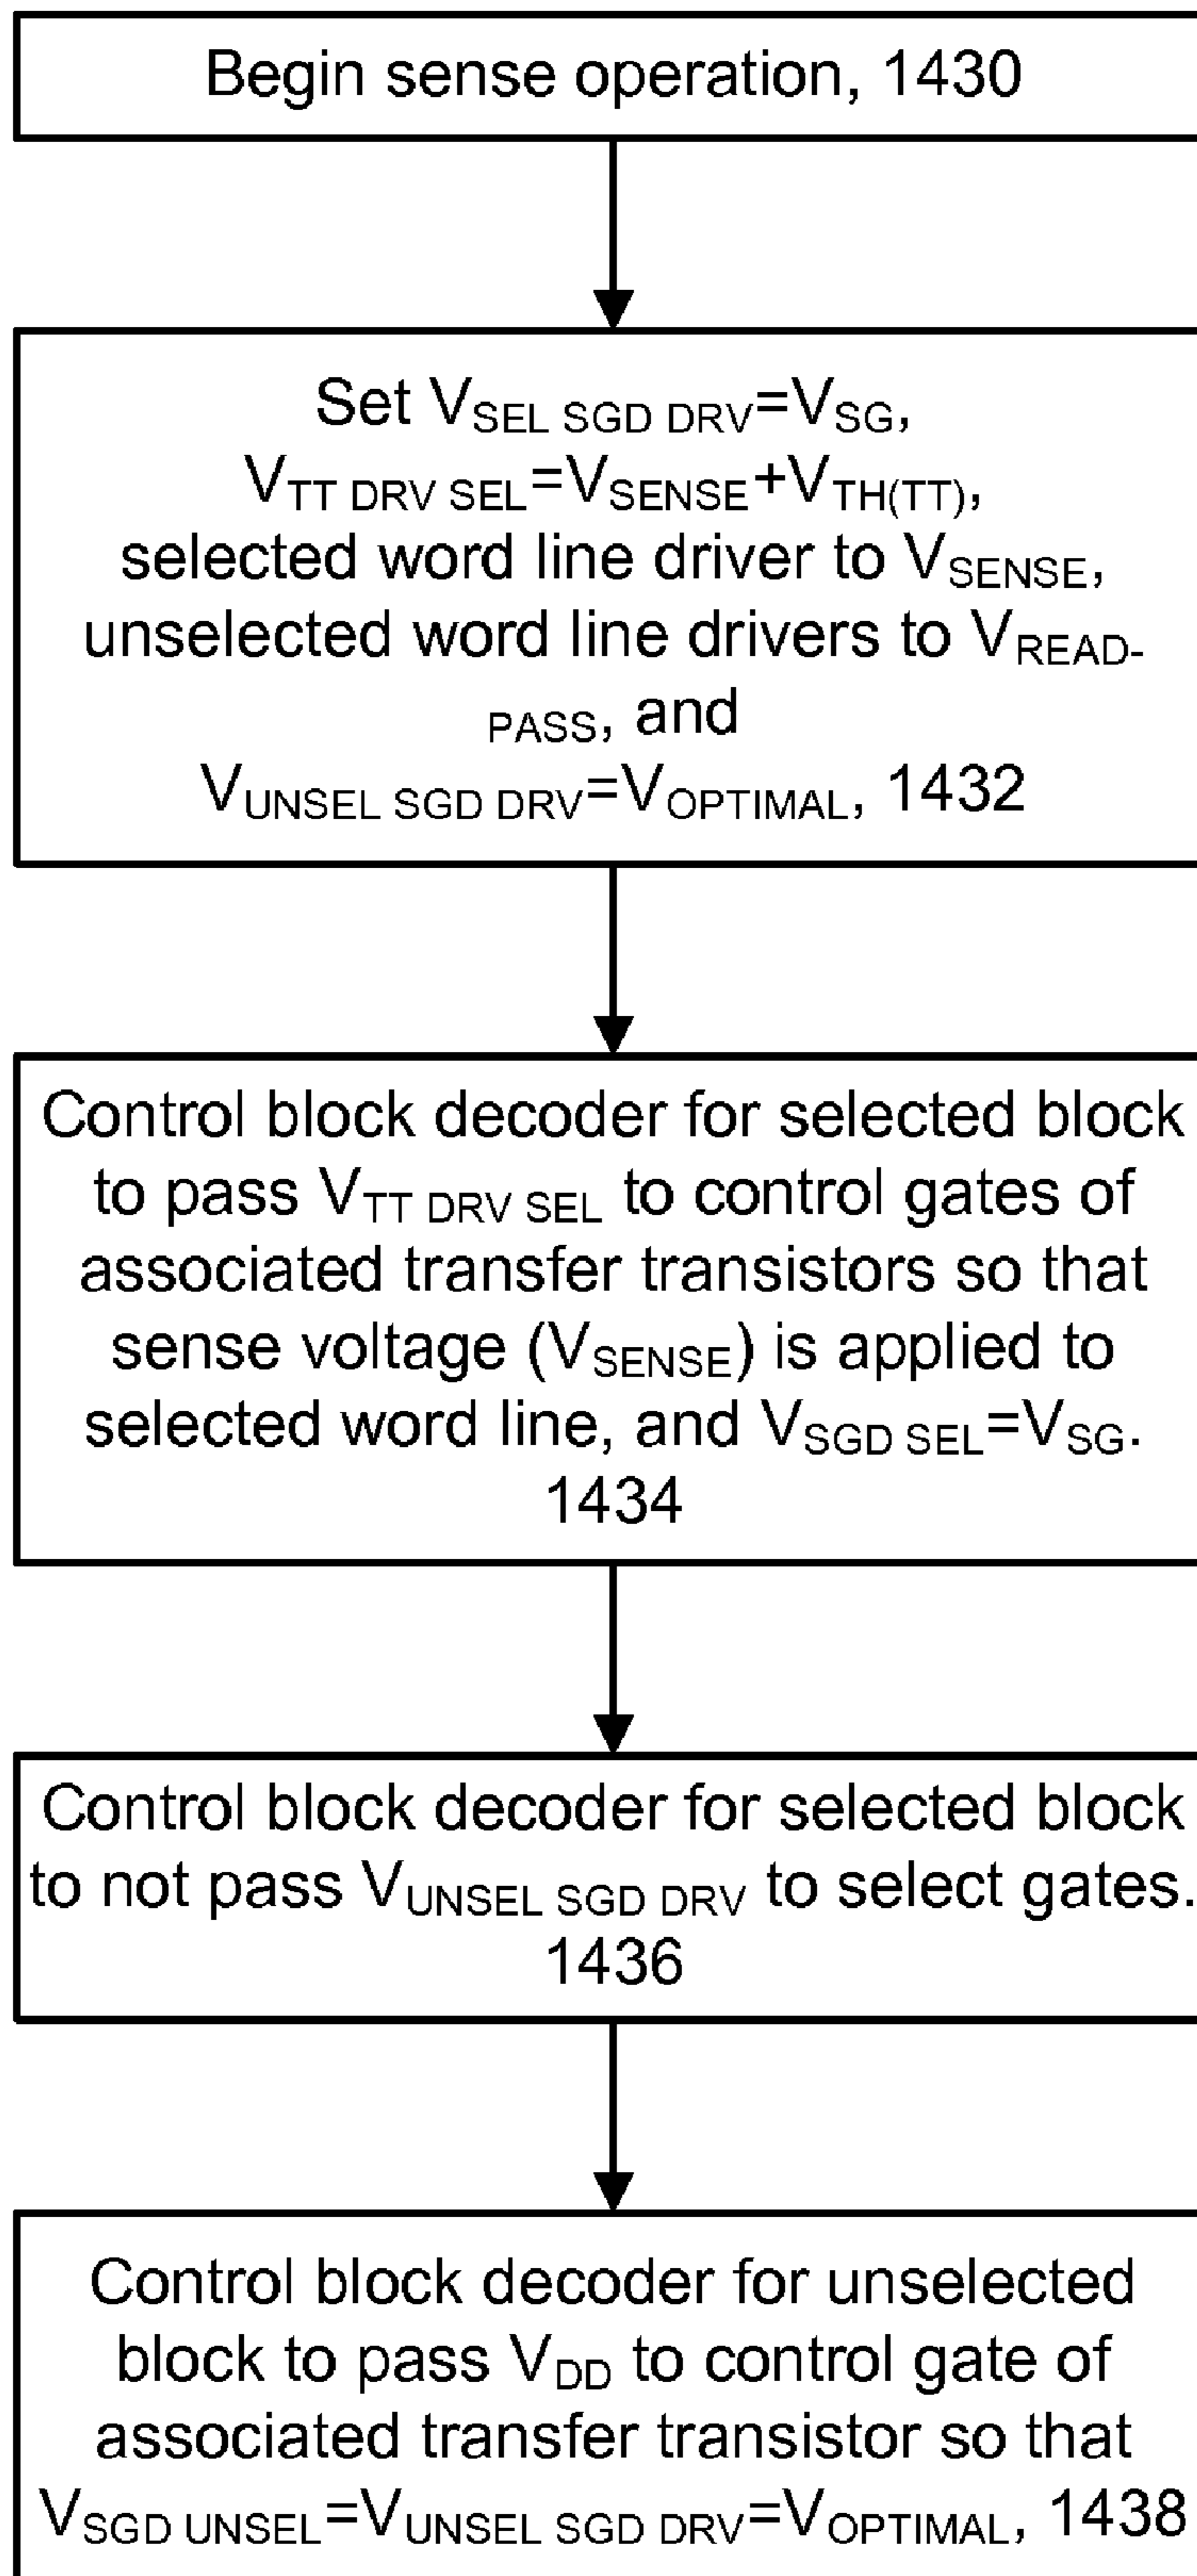 Begin sense operation, 1430
Set VSEL SGD DRV=VSG,
VTT DRV SEL=VSENSE+VTH(TT),
selected word line driver to VSENSE,
unselected word line drivers to VREAD-
PASS, and
VUNSEL SGD DRV=VOPTIMAL, 1432
Control block decoder for selected block
to pass VTT DRV SEL to control gates of
associated transfer transistors so that
sense voltage (VSENSE) is applied to
selected word line, and VSGD SEL=VSG.
1434
Control block decoder for selected block
to not pass VUNSEL SGD DRV to select gates.
1436
Control block decoder for unselected
block to pass VDD to control gate of
associated transfer transistor so that
VSGD UNSEL=VUNSEL SGD DRV=VOPTIMAL, 1438